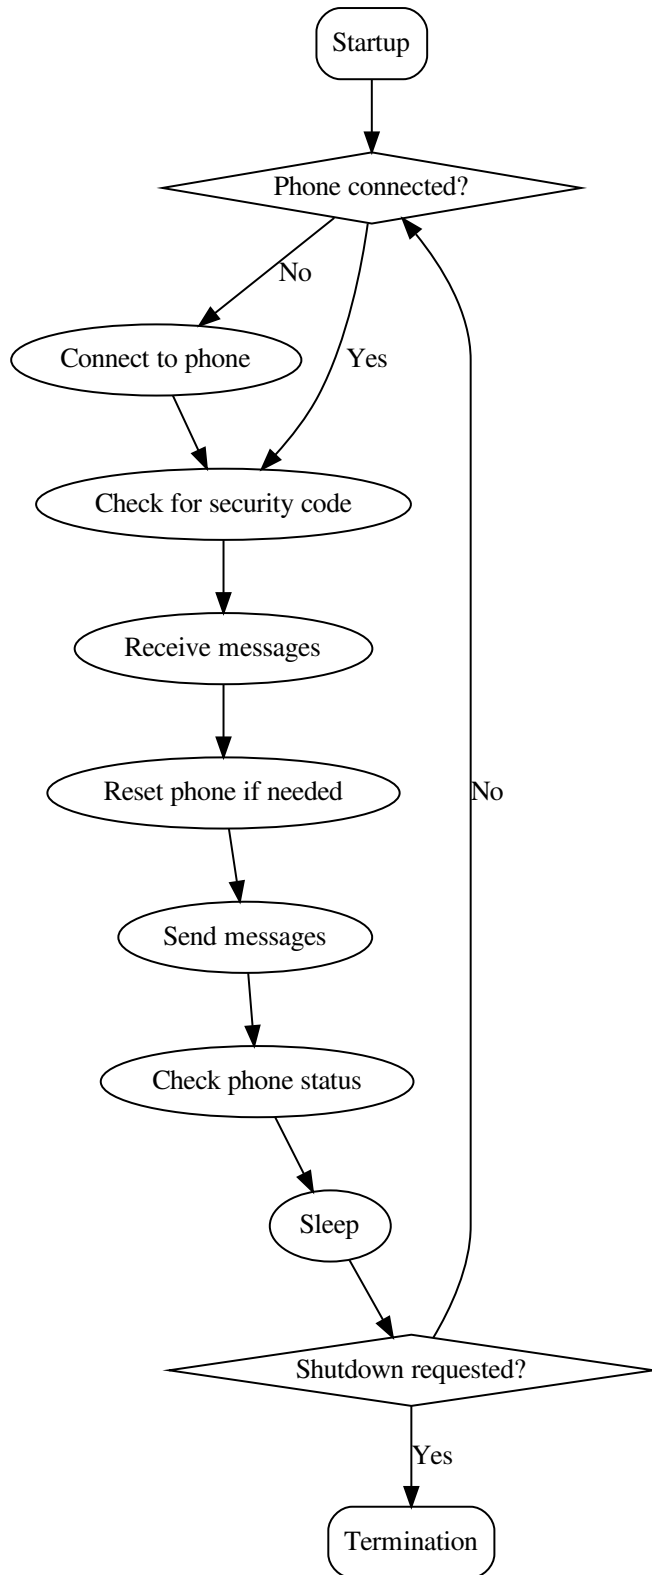 Startup
Phone connected?
No
Connect to phone
Yes
Check for security code
Receive messages
Reset phone if needed
No
Send messages
Check phone status
Sleep
Shutdown requested?
Yes
Termination